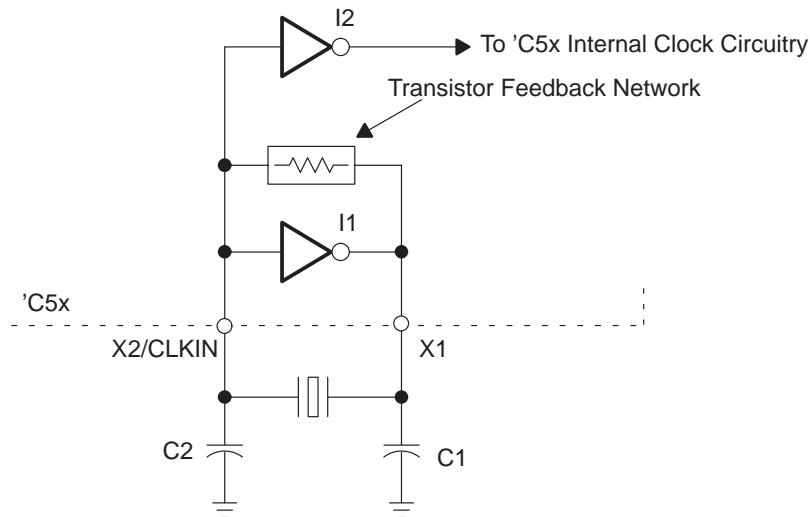 I2
To 'C5x Internal Clock Circuitry
Transistor Feedback Network
I1
'C5x
X2/CLKIN
X1
C2
C1